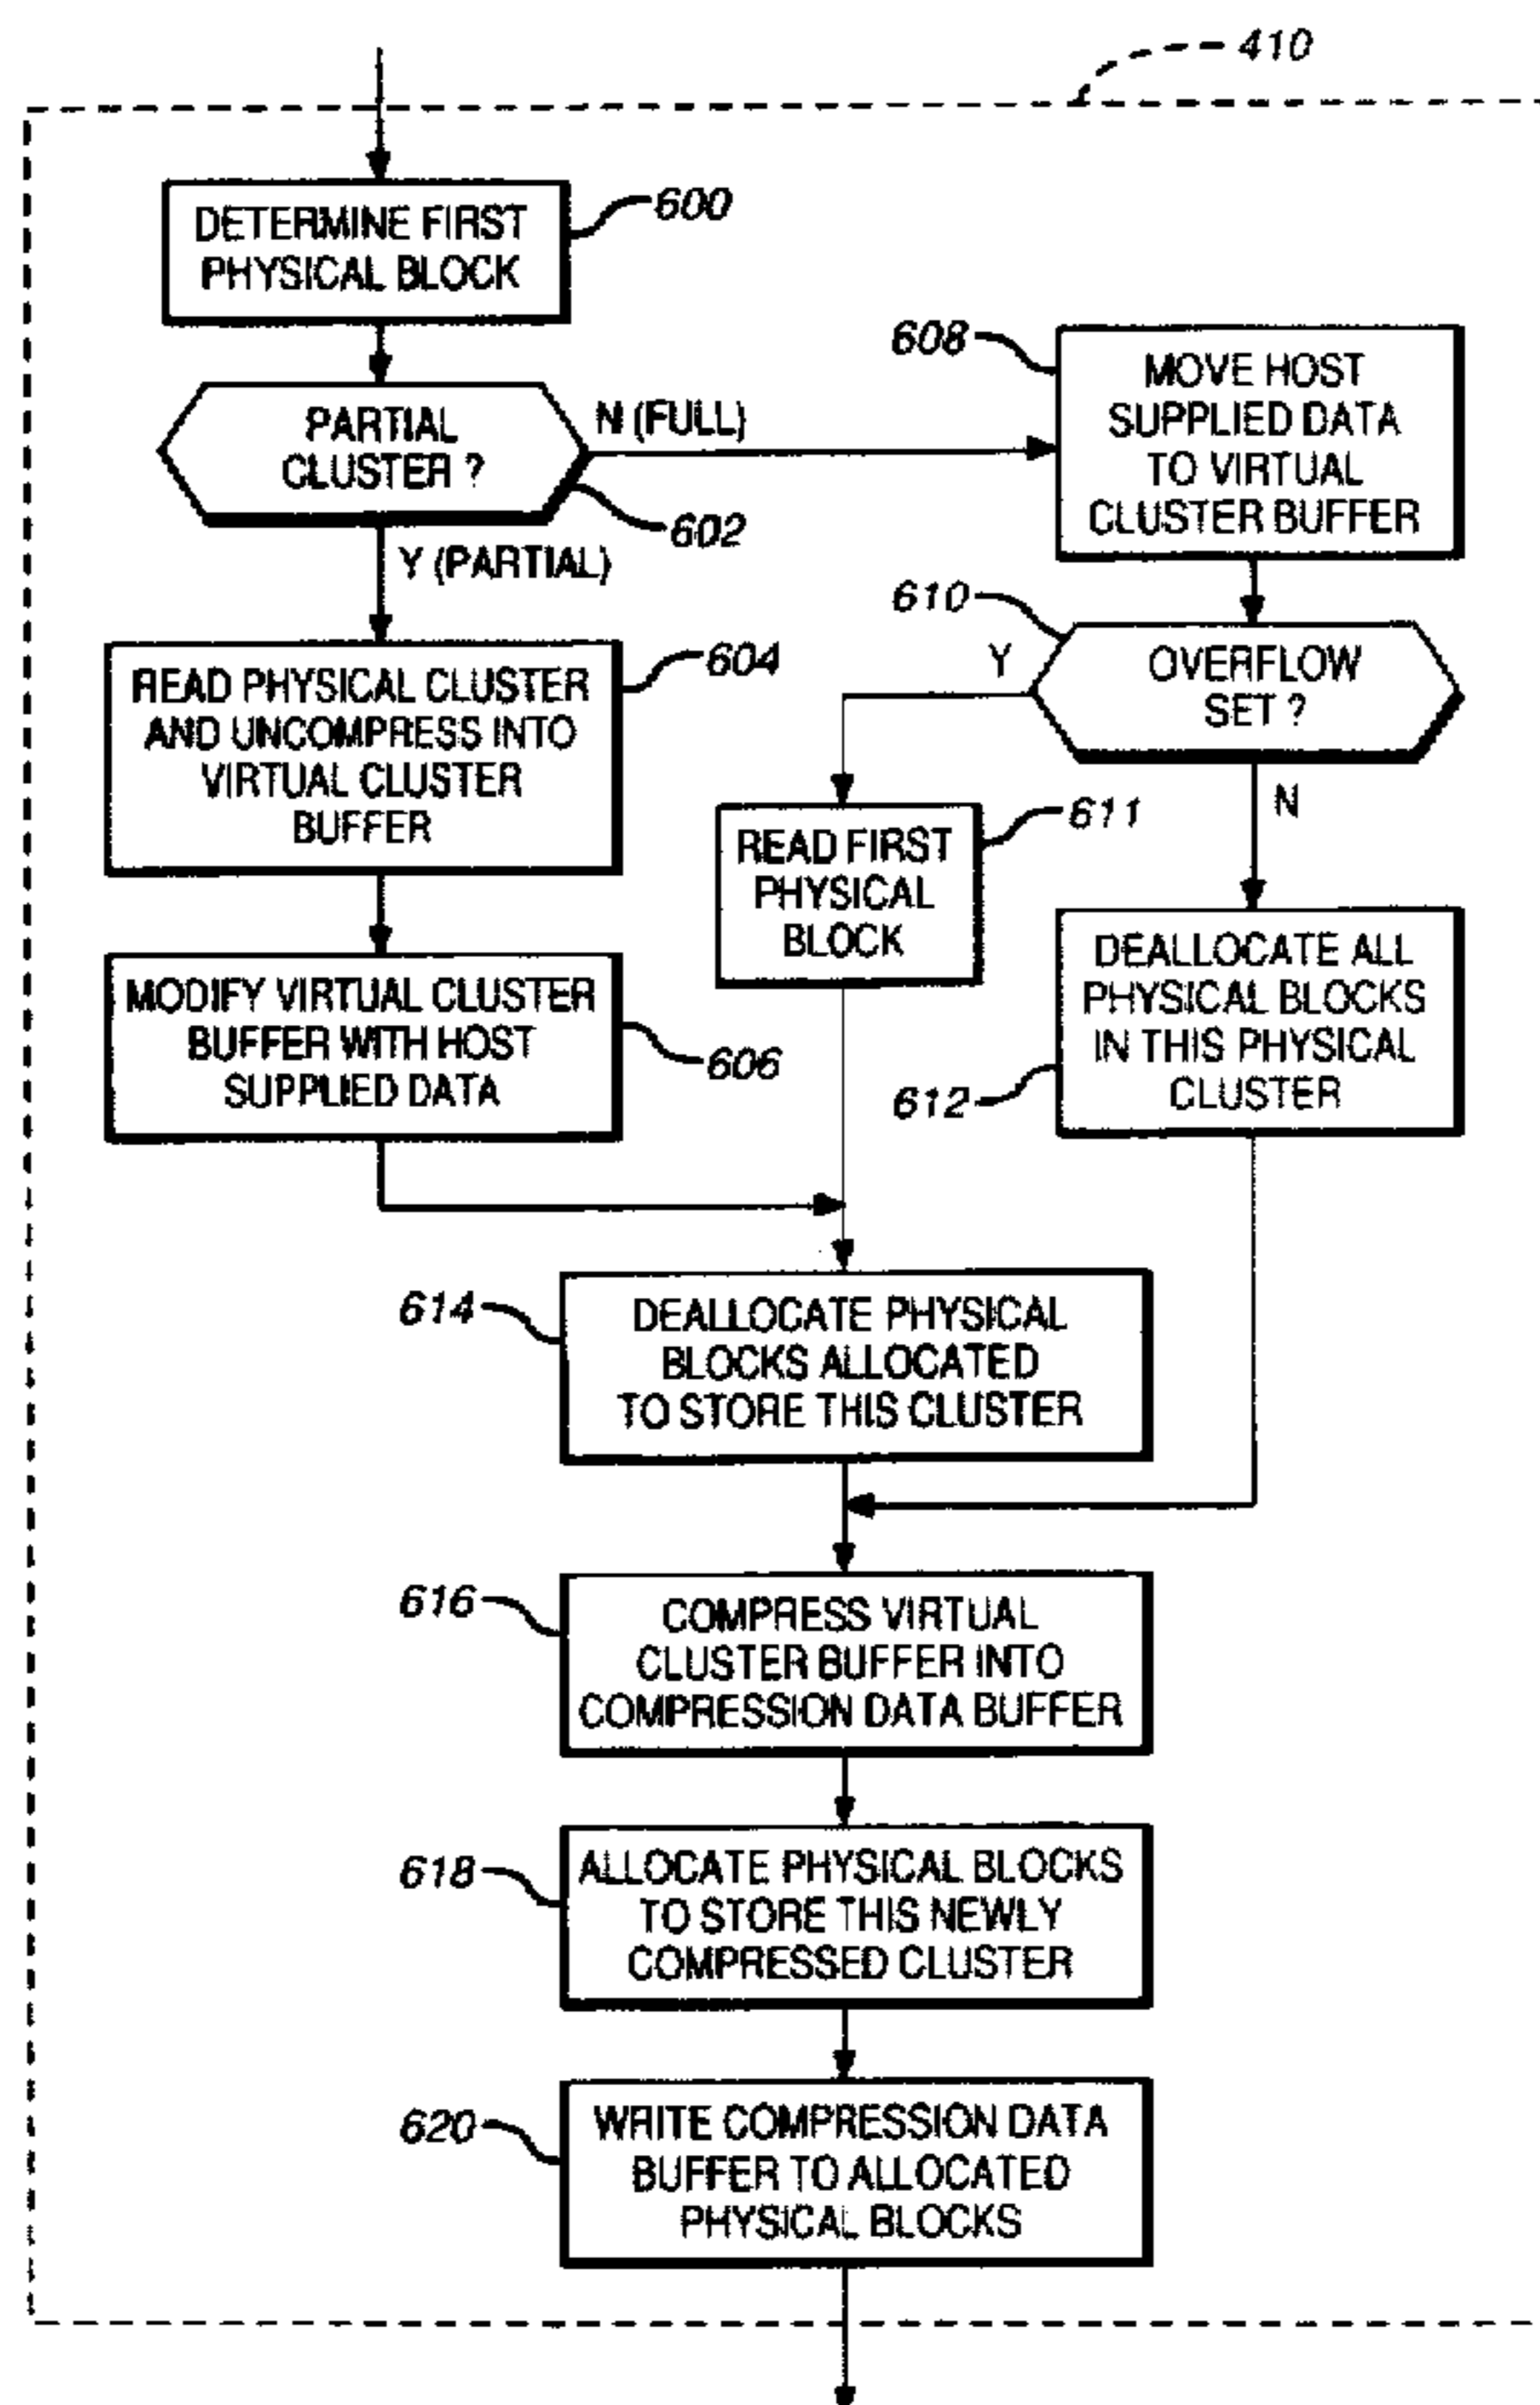 410
DETERMINE FIRST
PHYSICAL BLOCK
600
PARTIAL
CLUSTER ?
602
N (FULL)
Y (PARTIAL)
608
MOVE HOST
SUPPLIED DATA
TO VIRTUAL
CLUSTER BUFFER
604
READ PHYSICAL CLUSTER
AND UNCOMPRESS INTO
VIRTUAL CLUSTER
BUFFER
610
OVERFLOW
SET ?
Y
N
611
READ FIRST
PHYSICAL
BLOCK
MODIFY VIRTUAL CLUSTER
BUFFER WITH HOST
SUPPLIED DATA
606
612
DEALLOCATE ALL
PHYSICAL BLOCKS
IN THIS PHYSICAL
CLUSTER
614
DEALLOCATE PHYSICAL
BLOCKS ALLOCATED
TO STORE THIS CLUSTER
616
COMPRESS VIRTUAL
CLUSTER BUFFER INTO
COMPRESSION DATA BUFFER
618
ALLOCATE PHYSICAL BLOCKS
TO STORE THIS NEWLY
COMPRESSED CLUSTER
620
WRITE COMPRESSION DATA
BUFFER TO ALLOCATED
PHYSICAL BLOCKS